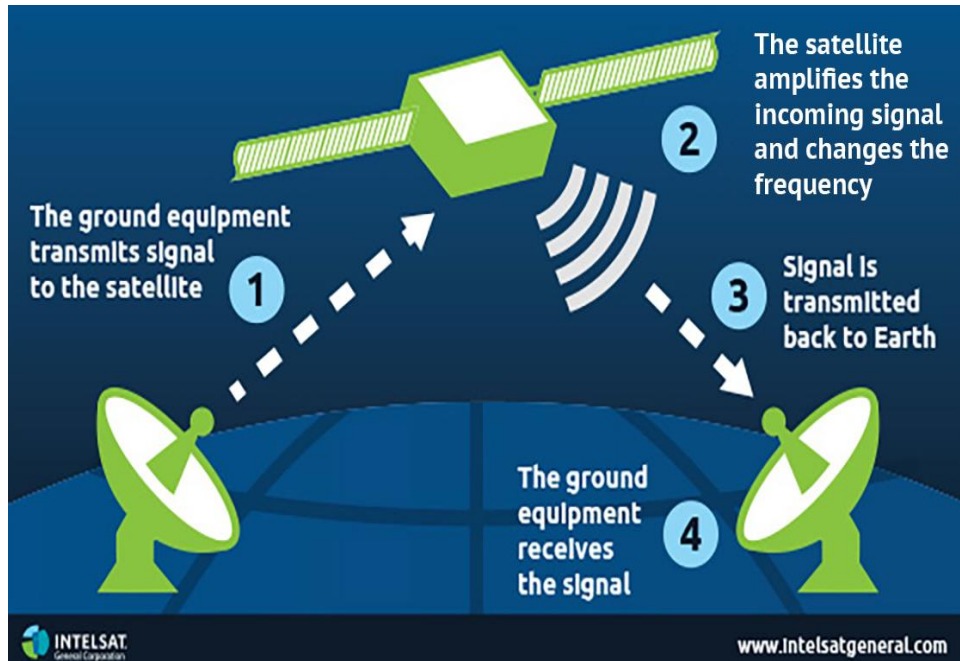 The satellite
amplifies the
incoming signal
and changes the
frequency
2
The ground equipment
transmits signal
to the satellite
1
3
Signal is
transmitted
back to Earth
The ground
equipment
receives
the signal
4
INTELSAT.
General Corporation
www.intelsatgeneral.com